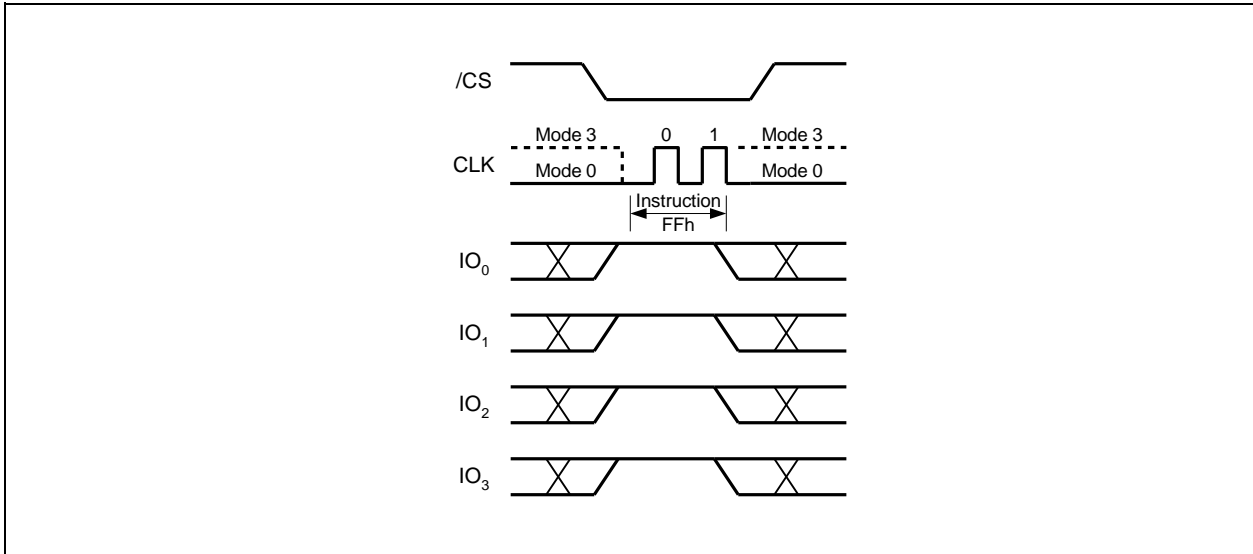 /CS
Mode 3 0 1 Mode 3
CLK
Mode 0 Mode 0
Instruction
FFh
IO₀
IO₁
IO₂
IO₃